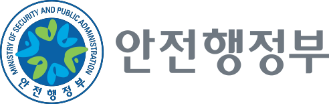 MINISTRY OF SECURITY AND PUBLIC ADMINISTRATION
안전행정부
안전행정부